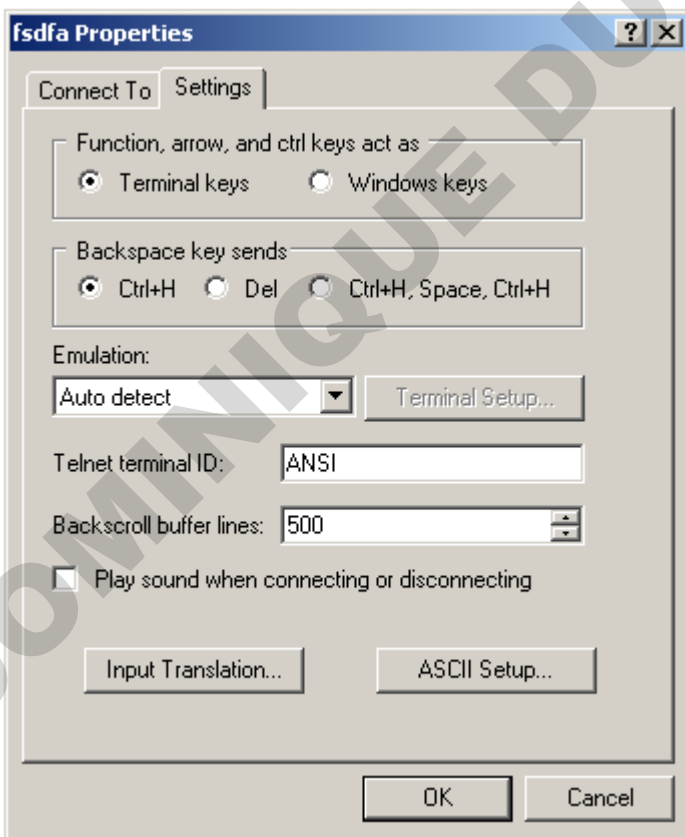 fsdfa Properties
Connect To Settings
Function, arrow, and ctrl keys act as
Terminal keys Windows keys
Backspace key sends
Ctrl+H Del Ctrl+H, Space, Ctrl+H
Emulation:
Auto detect Terminal Setup...
Telnet terminal ID: ANSI
Backscroll buffer lines: 500
Play sound when connecting or disconnecting
Input Translation... ASCII Setup...
OK Cancel
DOMINIQUE DU